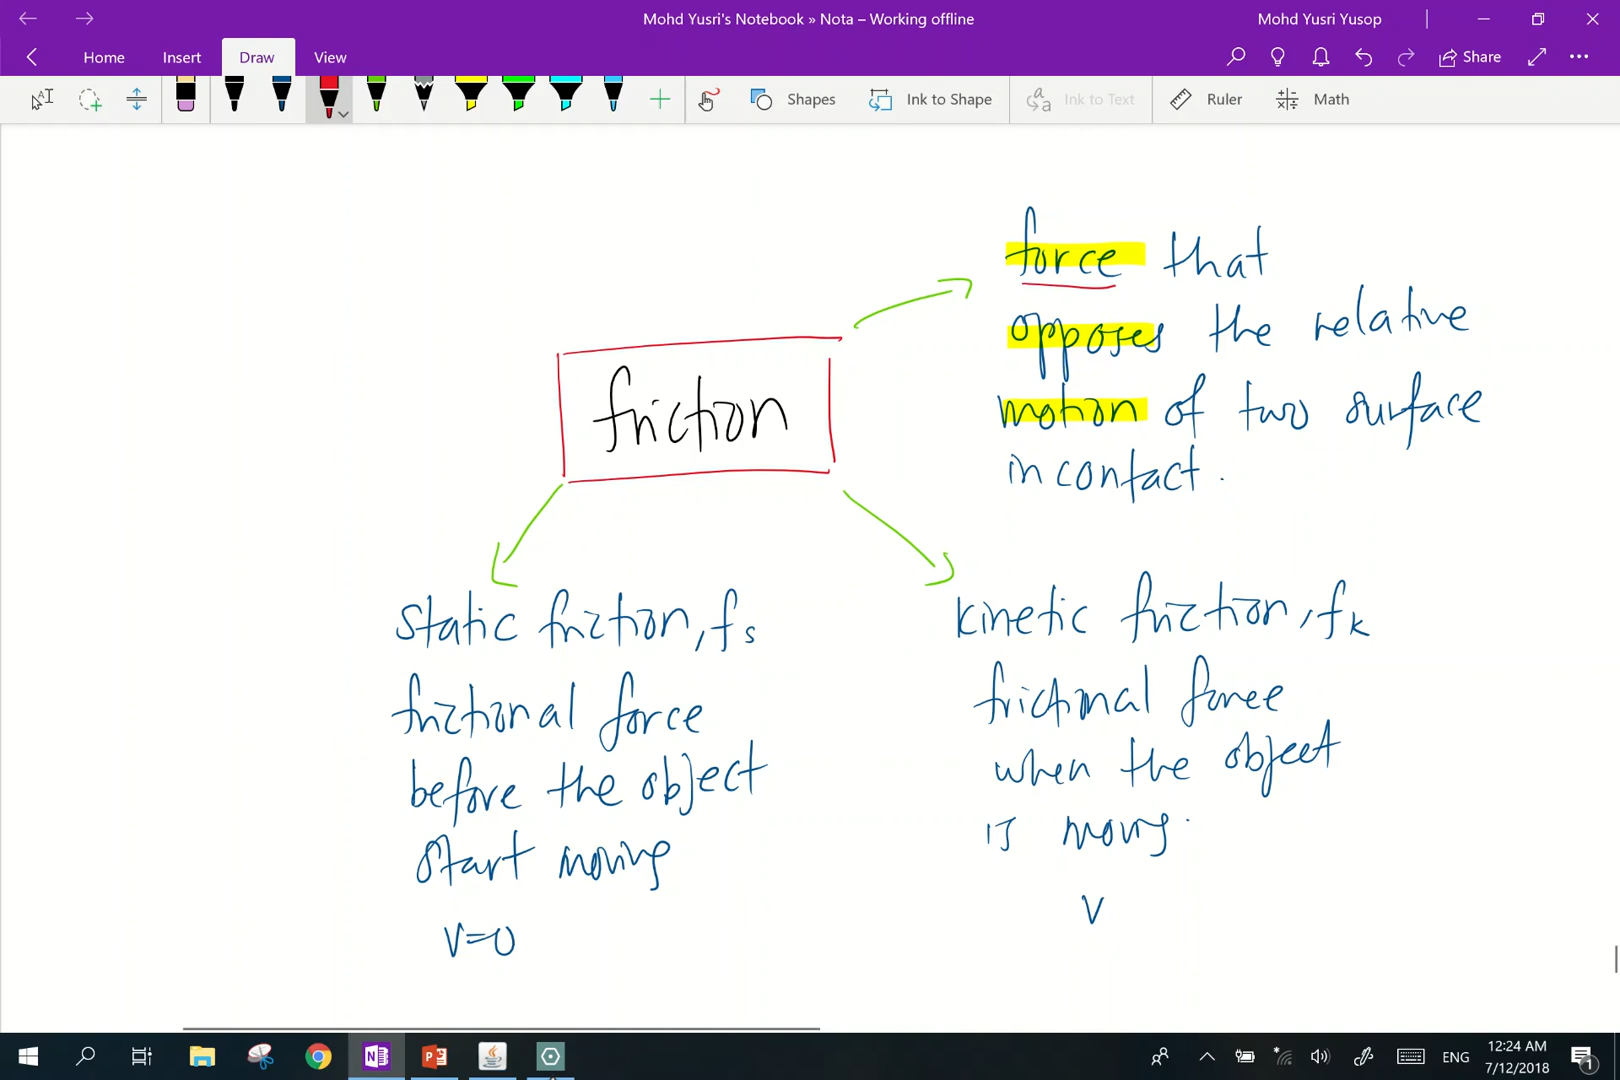 Mohd Yusri's Notebook » Nota – Working offline
Mohd Yusri Yusop
Home
Insert
Draw
View
Share
Shapes
Ink to Shape
Ink to Text
Ruler
Math
force that
opposes the relative
motion of two surface
in contact.
friction
static friction, fs
frictional force
before the object
start moving
v=0
kinetic friction, fk
frictional force
when the object
is moving.
v
ENG
12:24 AM
7/12/2018
1